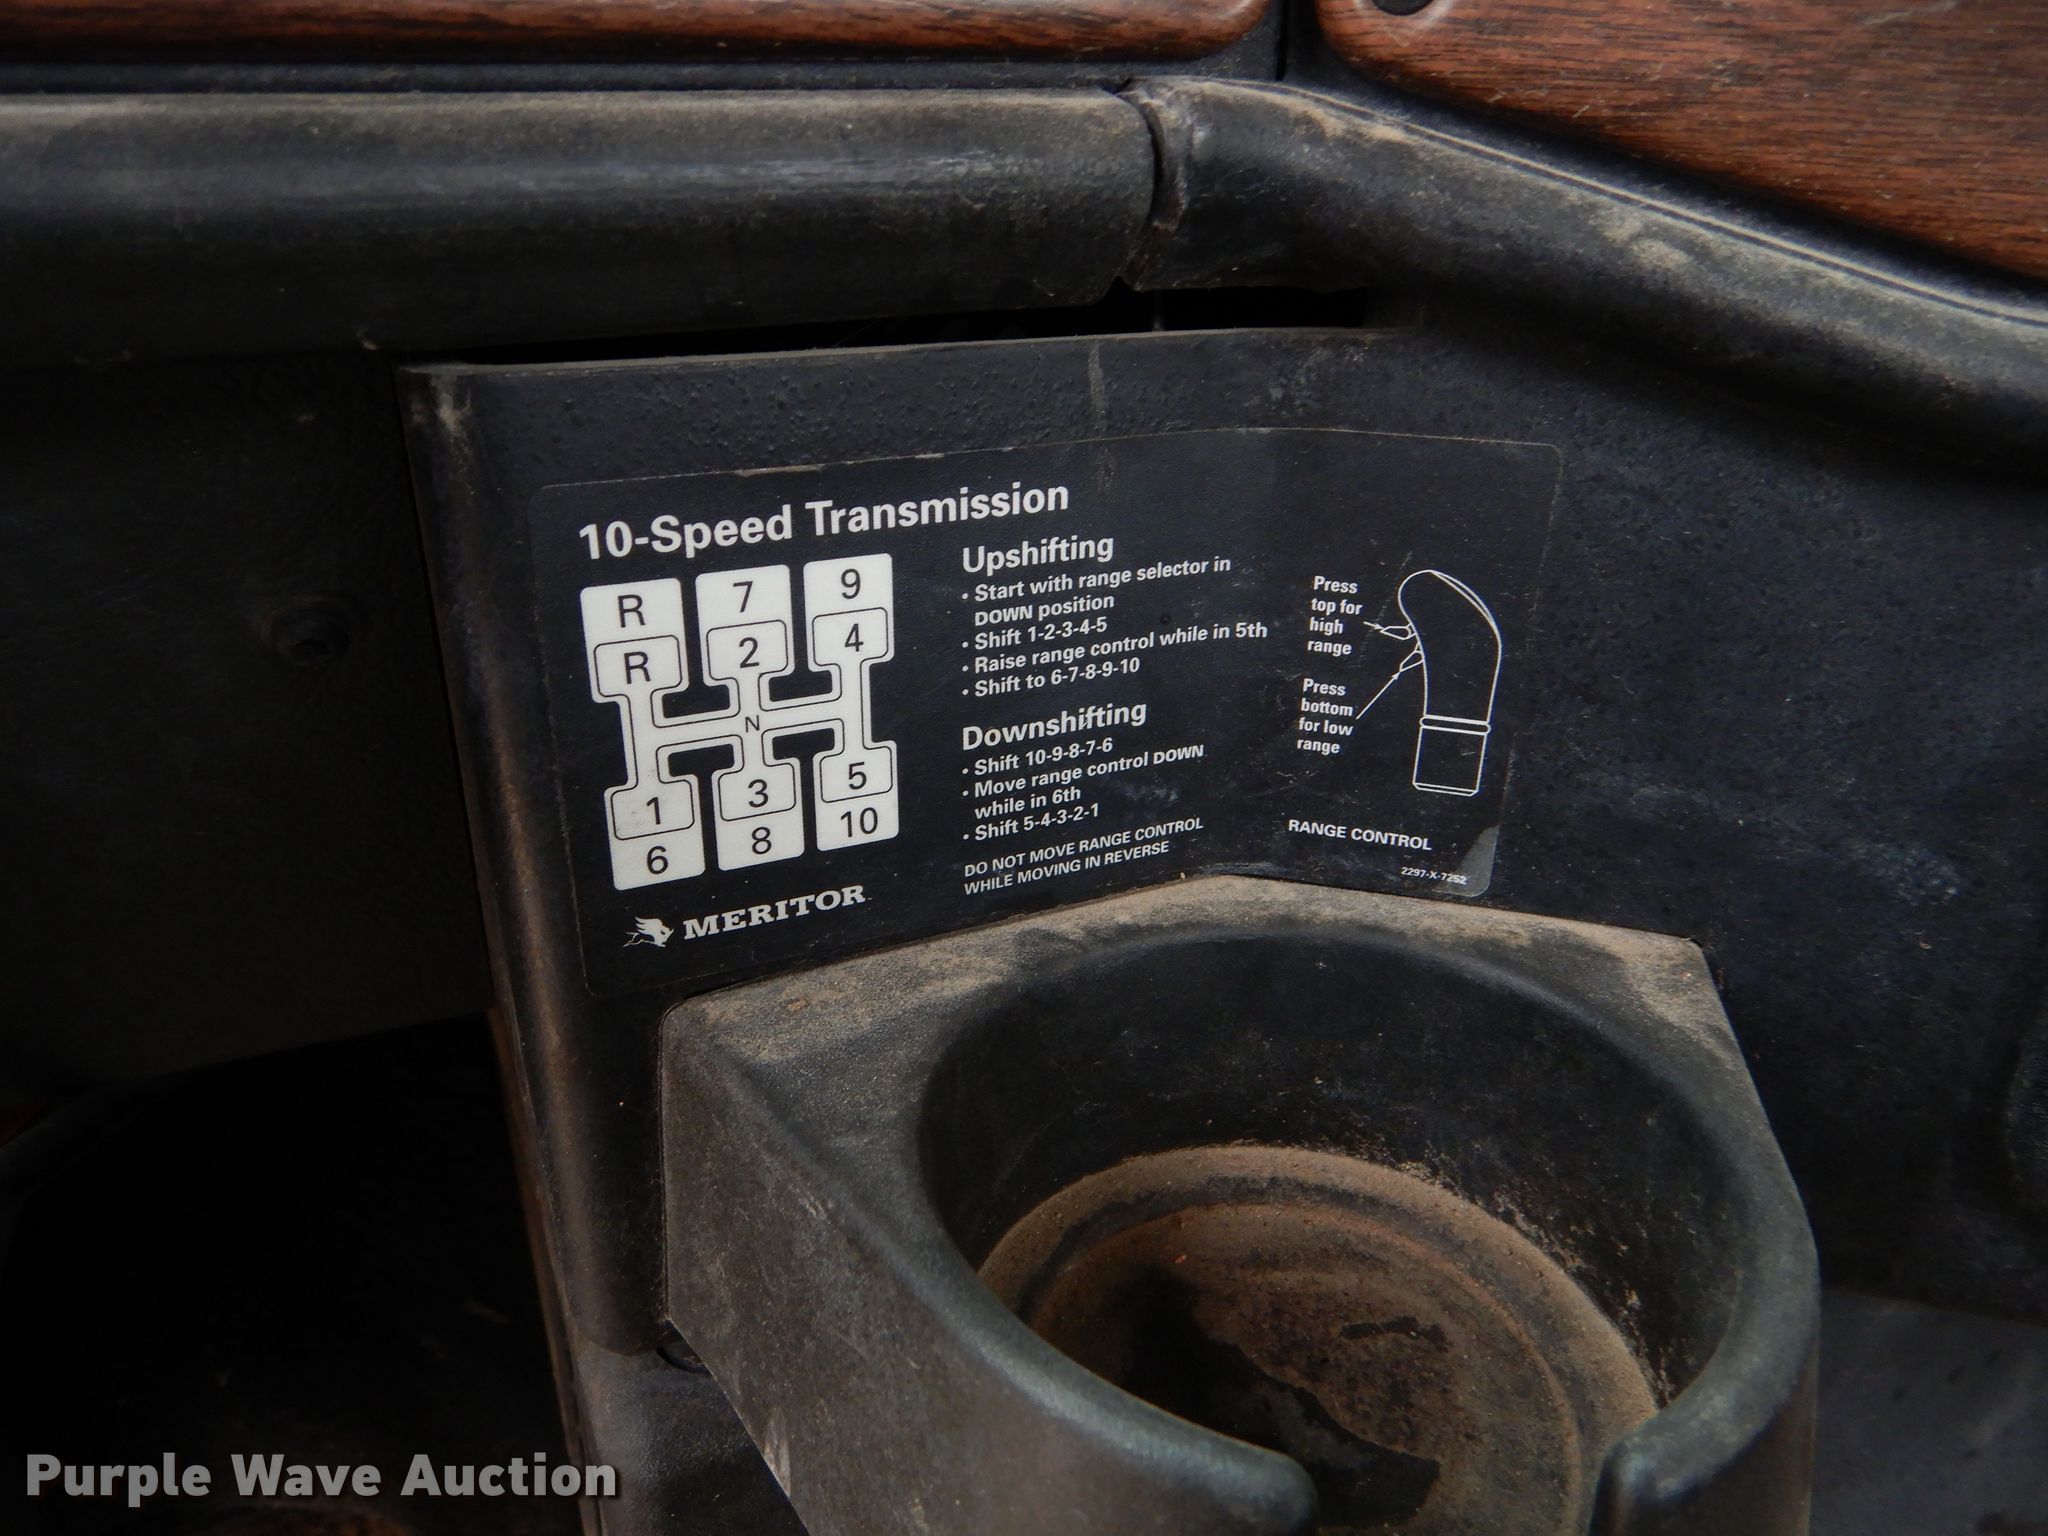 10-Speed Transmission
R 7 9
R 2 4
N
1 3 5
6 8 10
MERITOR
Upshifting
• Start with range selector in
DOWN position
• Shift 1-2-3-4-5
• Raise range control while in 5th
• Shift to 6-7-8-9-10
Downshifting
• Shift 10-9-8-7-6
• Move range control DOWN
while in 6th
• Shift 5-4-3-2-1
DO NOT MOVE RANGE CONTROL
WHILE MOVING IN REVERSE
Press
top for
high
range
Press
bottom
for low
range
RANGE CONTROL
2297-X-7252
Purple Wave Auction